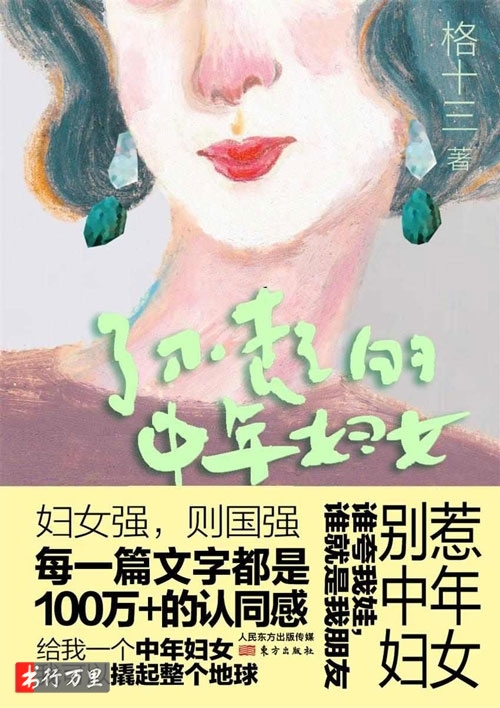 格十三 著
了不起的
中年妇女
妇女强，则国强
每一篇文字都是
100万+的认同感
给我一个中年妇女
撬起整个地球
人民东方出版传媒
东方出版社
谁夸我娃，
谁就是我朋友
别惹
中年
妇女
书行万里